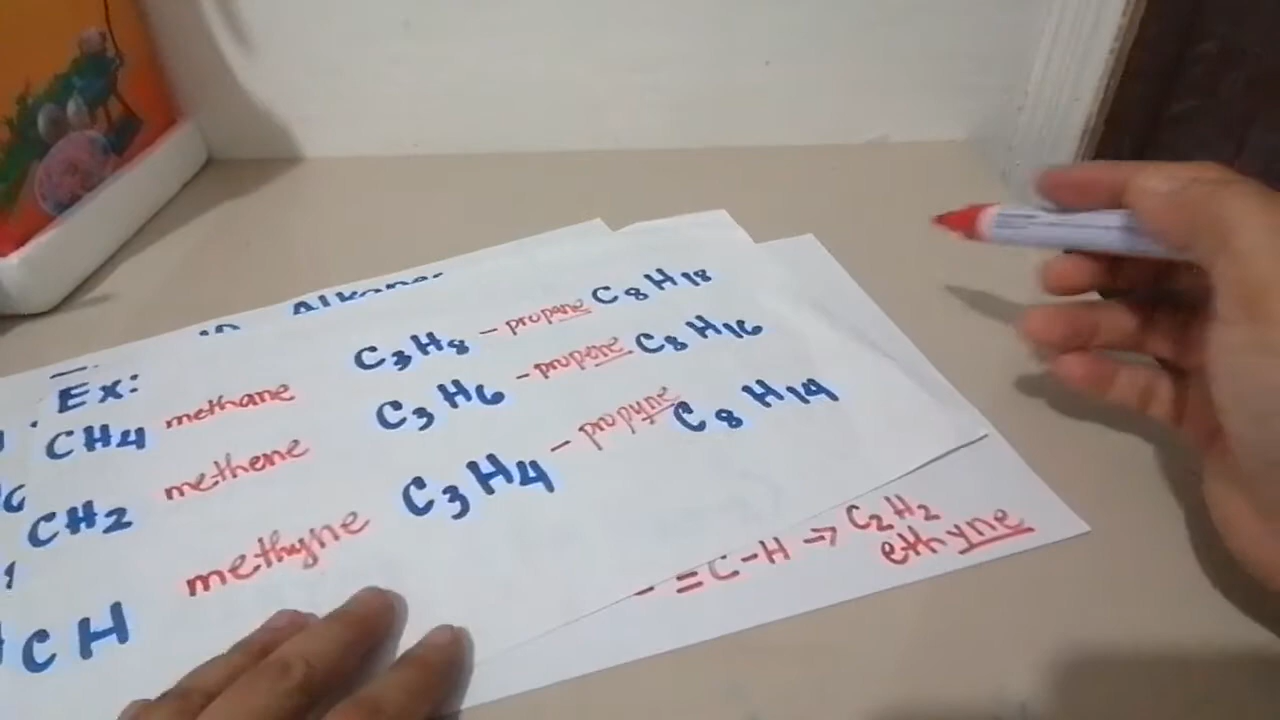 in Alkanes
Ex:
CH4 methane
CH2 methene
CH methyne
C3H8 - propane C8H18
C3H6 - propene C8H16
C3H4 - propyne C8H14
- ≡C-H → C2H2
ethyne